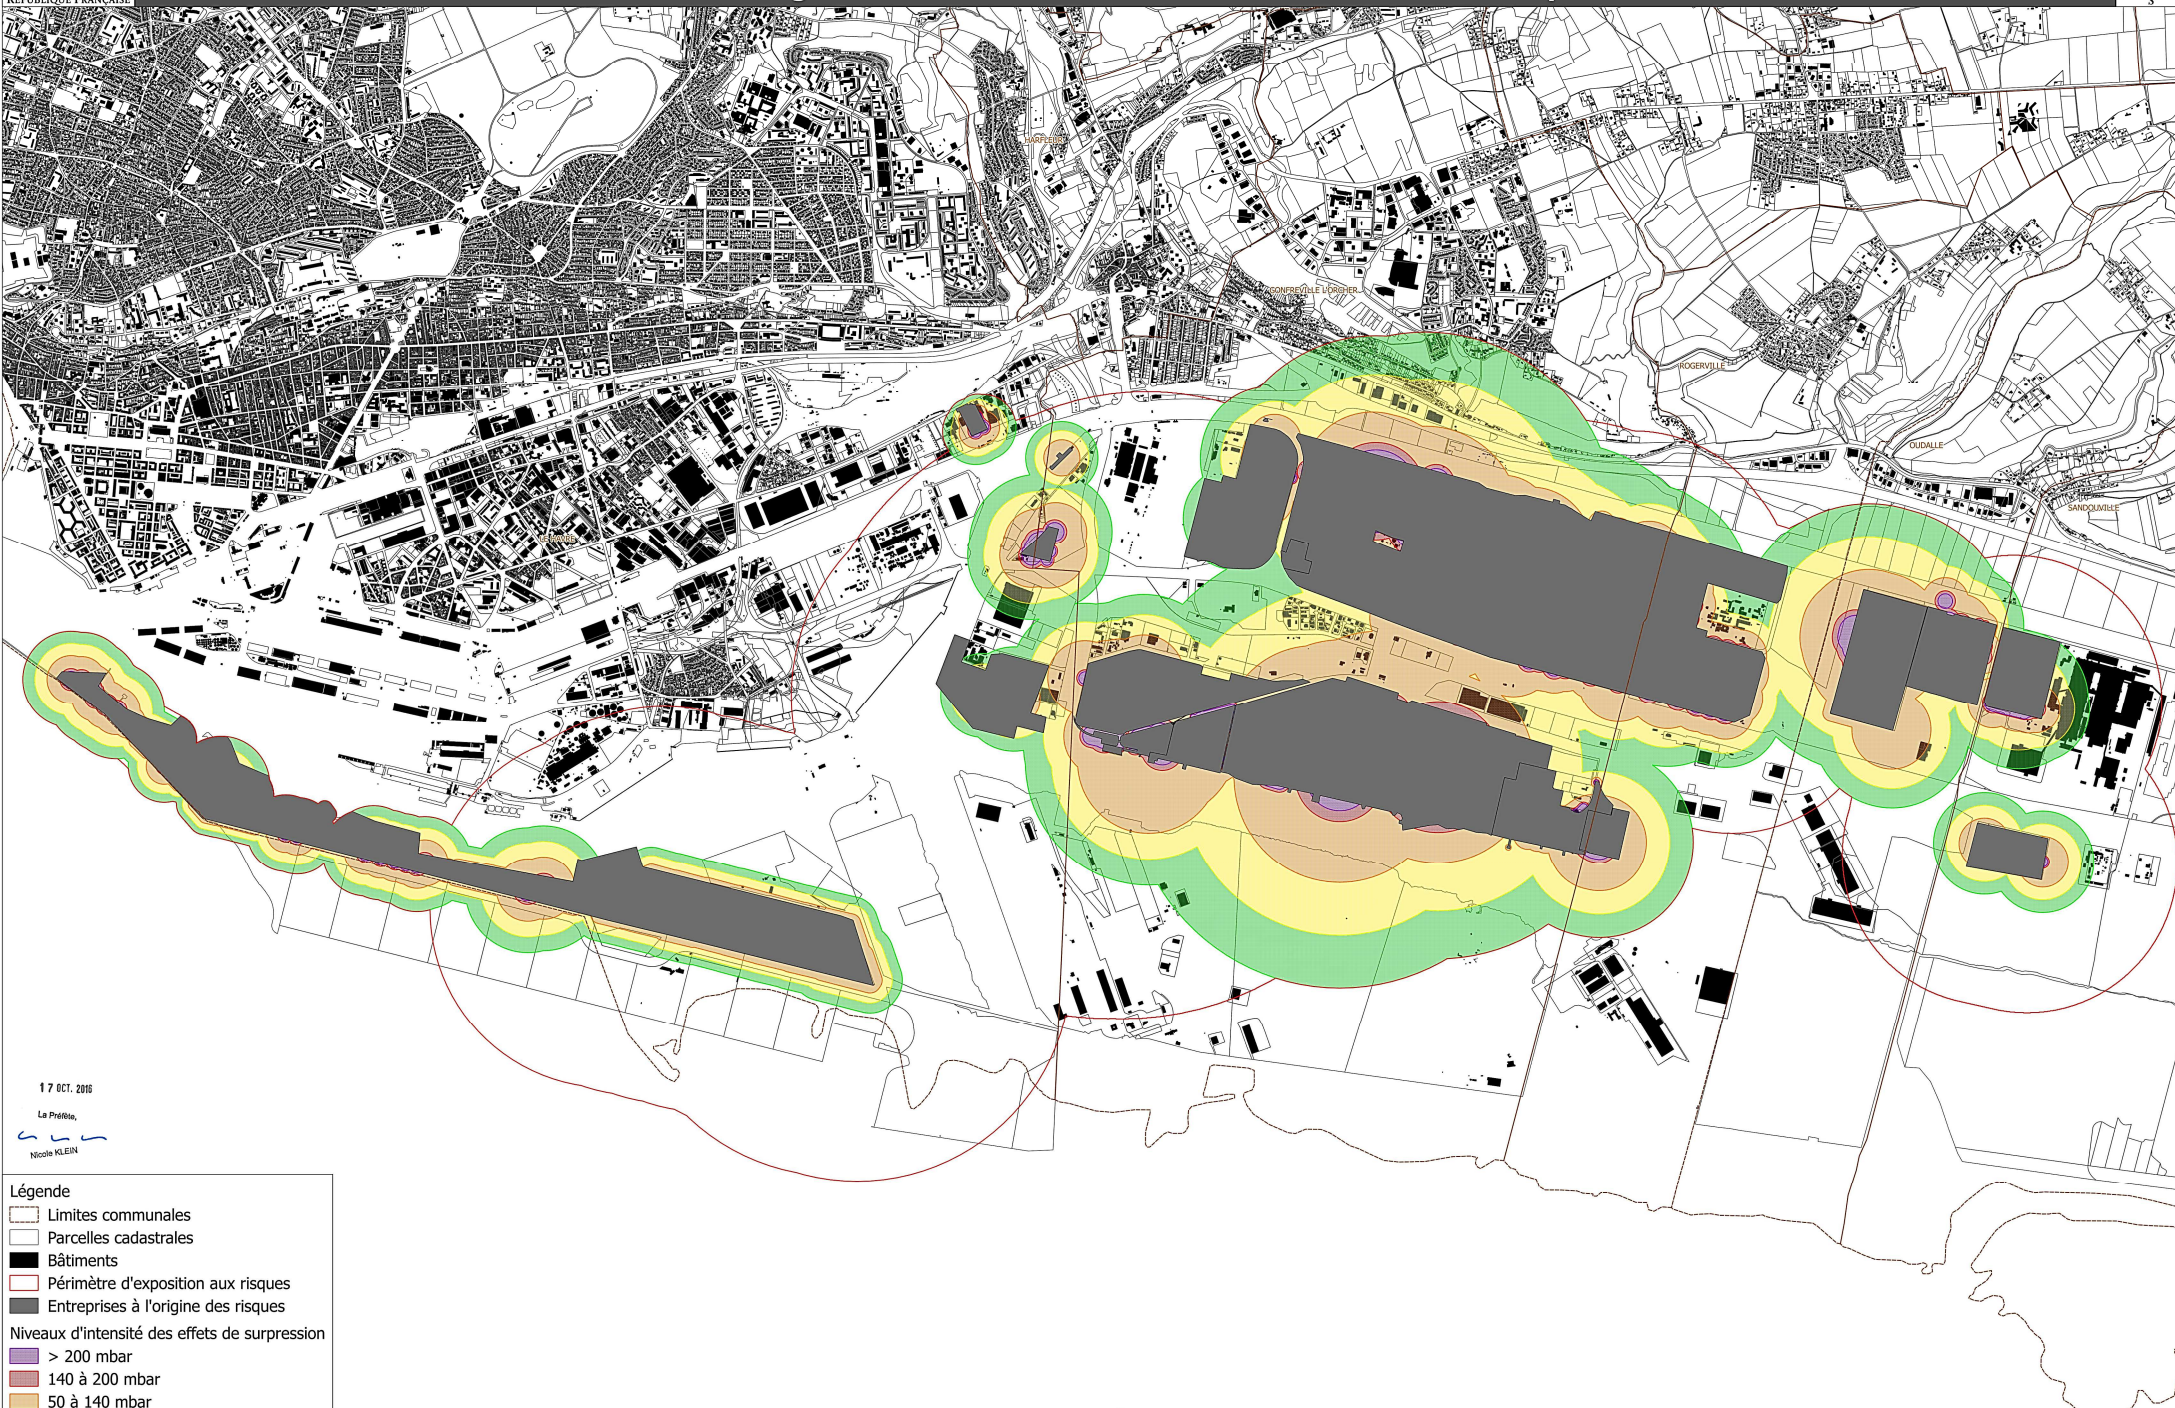 RÉPUBLIQUE FRANÇAISE
HARFLEUR
GONFREVILLE L'ORCHER
ROGERVILLE
OUDALLE
SANDOUVILLE
LE HAVRE
17 OCT. 2016
La Préfète,
Nicole KLEIN
Légende
Limites communales
Parcelles cadastrales
Bâtiments
Périmètre d'exposition aux risques
Entreprises à l'origine des risques
Niveaux d'intensité des effets de surpression
> 200 mbar
140 à 200 mbar
50 à 140 mbar